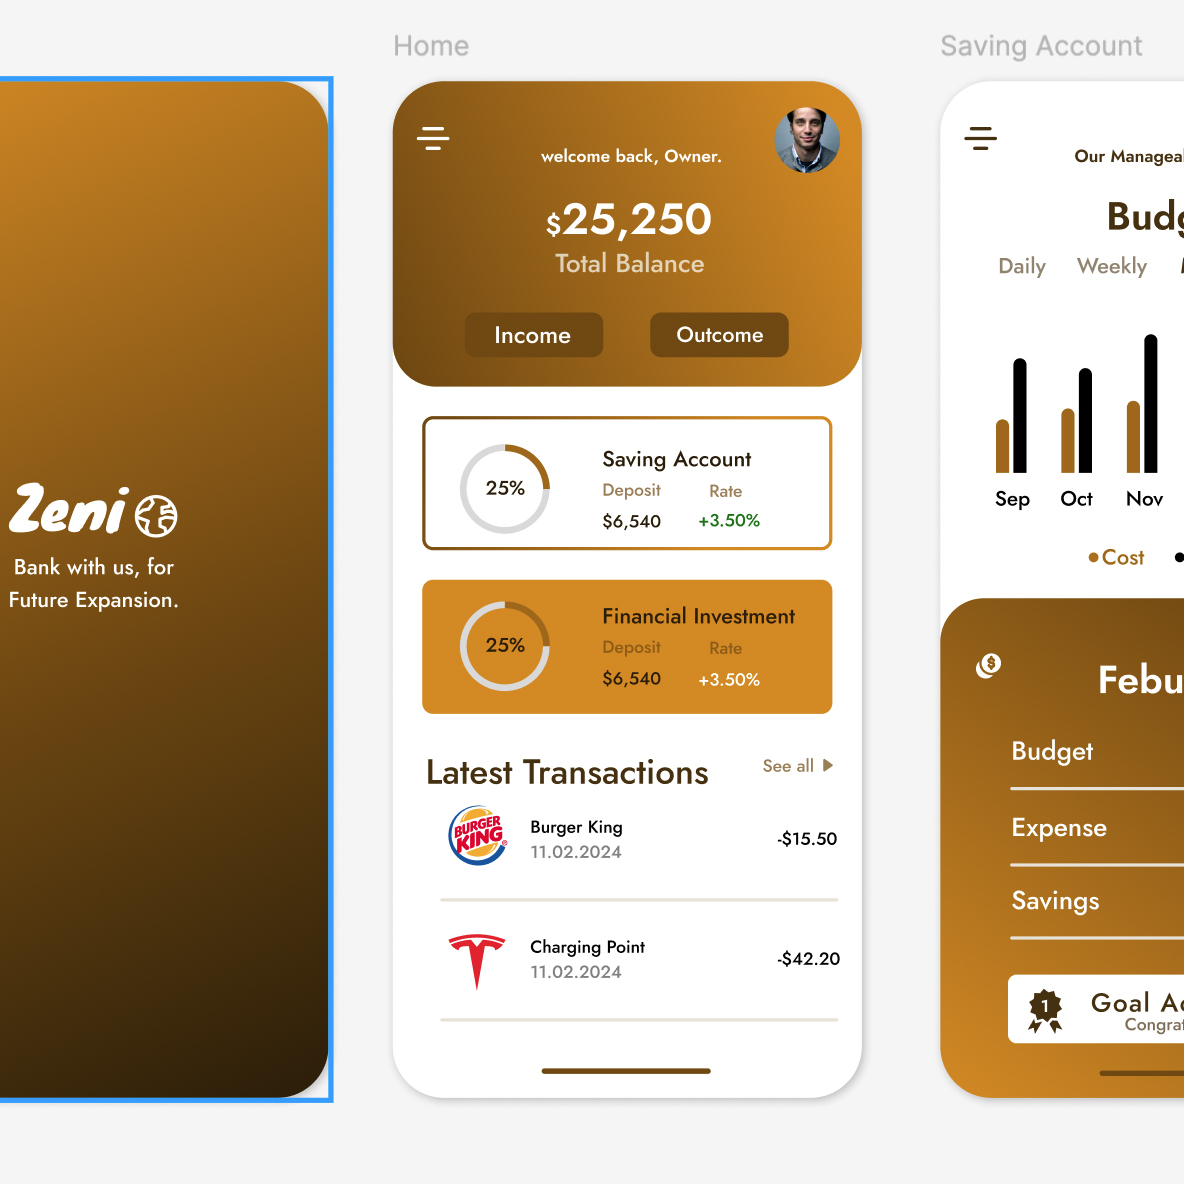 Home
Saving Account
welcome back, Owner.
$25,250
Total Balance
Income
Outcome
25%
Saving Account
Deposit
Rate
$6,540
+3.50%
25%
Financial Investment
Deposit
Rate
$6,540
+3.50%
Latest Transactions
See all
BURGER
KING
®
Burger King
11.02.2024
-$15.50
Charging Point
11.02.2024
-$42.20
Zeni
Bank with us, for
Future Expansion.
Our Manageal
Budg
Daily
Weekly
Sep
Oct
Nov
Cost
$
Febu
Budget
Expense
Savings
1
Goal Ac
Congrat